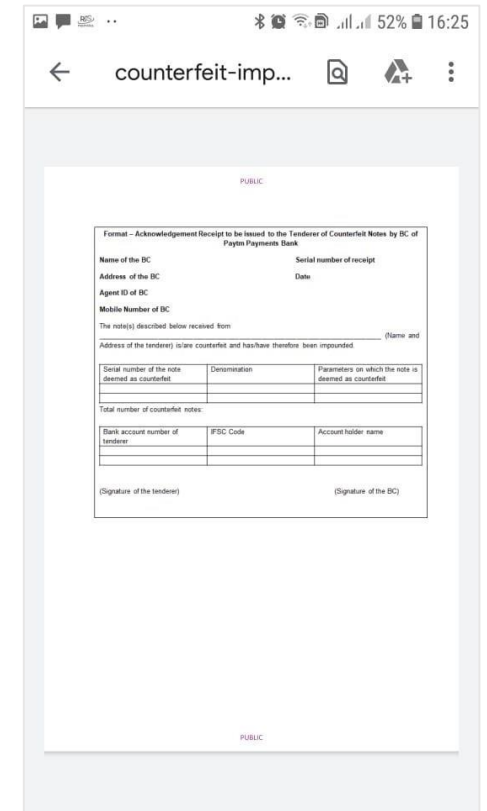 52% 16:25
counterfeit-imp...
PUBLIC
Format – Acknowledgement Receipt to be issued to the Tenderer of Counterfeit Notes by BC of
Paytm Payments Bank
Name of the BC Serial number of receipt
Address of the BC Date
Agent ID of BC
Mobile Number of BC
The note(s) described below received from
(Name and
Address of the tenderer) is/are counterfeit and has/have therefore been impounded.
Serial number of the note Denomination Parameters on which the note is
deemed as counterfeit deemed as counterfeit
Total number of counterfeit notes:
Bank account number of IFSC Code Account holder name
tenderer
(Signature of the tenderer) (Signature of the BC)
PUBLIC